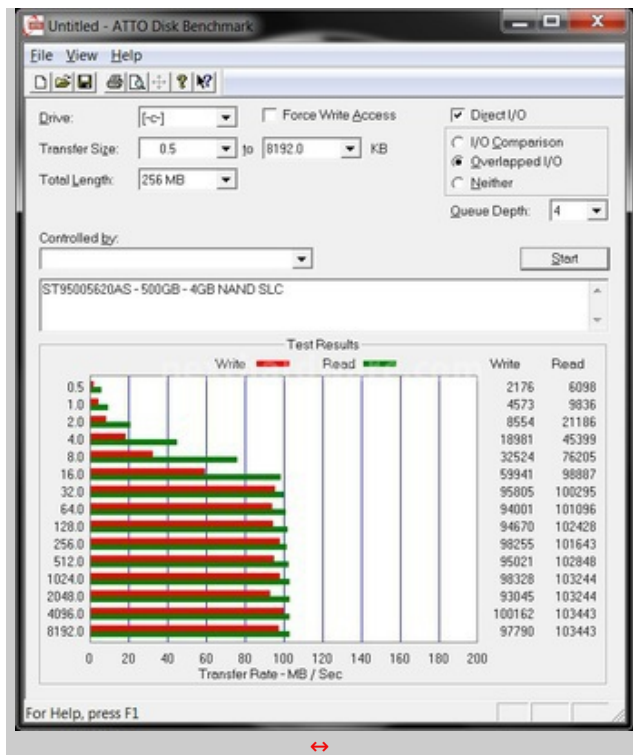 Untitled - ATTO Disk Benchmark
File View Help
Drive: [-c-] Force Write Access Direct I/O
Transfer Size: 0.5 to 8192.0 KB I/O Comparison
Overlapped I/O
Total Length: 256 MB Neither
Queue Depth: 4
Controlled by:
Start
ST95005620AS - 500GB - 4GB NAND SLC
Test Results
Write Read Write Read
0.5 2176 6098
1.0 4573 9836
2.0 8554 21186
4.0 18981 45399
8.0 32524 76205
16.0 59941 98887
32.0 95805 100295
64.0 94001 101096
128.0 94670 102428
256.0 98255 101643
512.0 95021 102848
1024.0 98328 103244
2048.0 93045 103244
4096.0 100162 103443
8192.0 97790 103443
0 20 40 60 80 100 120 140 160 180 200
Transfer Rate - MB / Sec
For Help, press F1